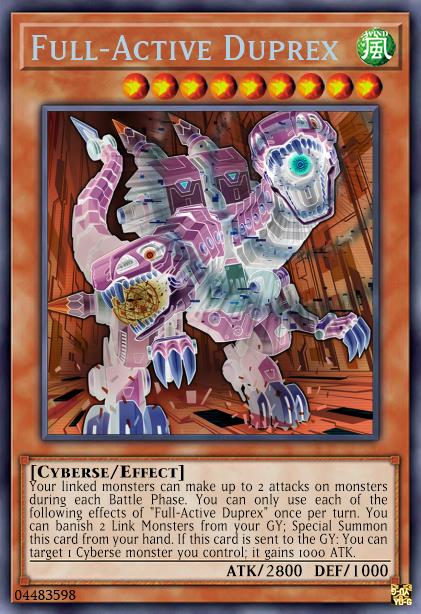 FULL-ACTIVE DUPREX
WIND
風
[CYBERSE/EFFECT]
Your linked monsters can make up to 2 attacks on monsters
during each Battle Phase. You can only use each of the
following effects of "Full-Active Duprex" once per turn. You
can banish 2 Link Monsters from your GY; Special Summon
this card from your hand. If this card is sent to the GY: You can
target 1 Cyberse monster you control; it gains 1000 ATK.
ATK/2800 DEF/1000
04483598